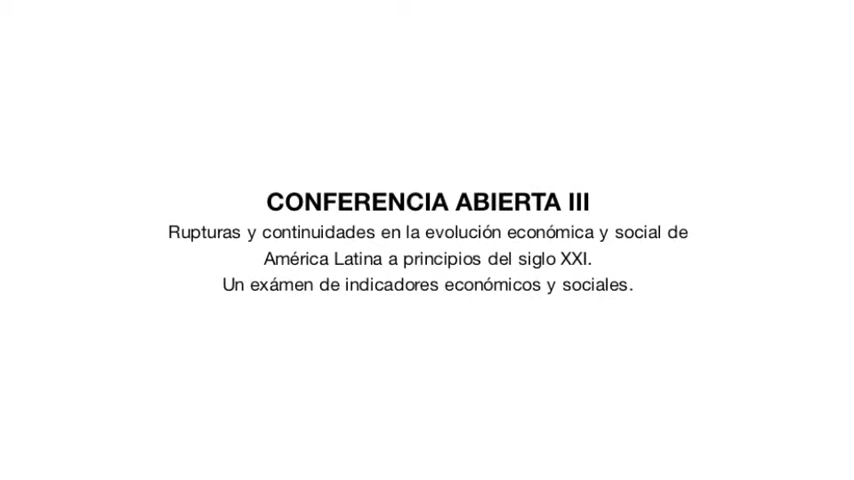 CONFERENCIA ABIERTA III
Rupturas y continuidades en la evolución económica y social de
América Latina a principios del siglo XXI.
Un exámen de indicadores económicos y sociales.